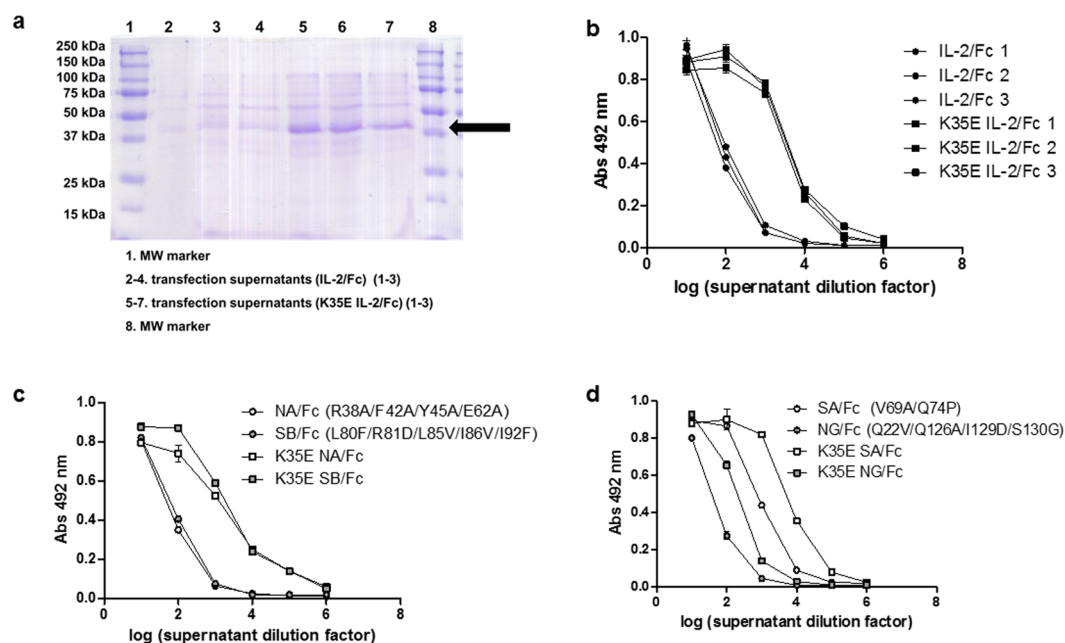 a
1 2 3 4 5 6 7 8
250 kDa
150 kDa
100 kDa
75 kDa
50 kDa
37 kDa
25 kDa
15 kDa
1. MW marker
2-4. transfection supernatants (IL-2/Fc) (1-3)
5-7. transfection supernatants (K35E IL-2/Fc) (1-3)
8. MW marker
b
Abs 492 nm
1.0
0.8
0.6
0.4
0.2
0.0
0 2 4 6 8
log (supernatant dilution factor)
IL-2/Fc 1
IL-2/Fc 2
IL-2/Fc 3
K35E IL-2/Fc 1
K35E IL-2/Fc 2
K35E IL-2/Fc 3
c
Abs 492 nm
1.0
0.8
0.6
0.4
0.2
0.0
0 2 4 6 8
log (supernatant dilution factor)
NA/Fc (R38A/F42A/Y45A/E62A)
SB/Fc (L80F/R81D/L85V/I86V/I92F)
K35E NA/Fc
K35E SB/Fc
d
Abs 492 nm
1.0
0.8
0.6
0.4
0.2
0.0
0 2 4 6 8
log (supernatant dilution factor)
SA/Fc (V69A/Q74P)
NG/Fc (Q22V/Q126A/I129D/S130G)
K35E SA/Fc
K35E NG/Fc